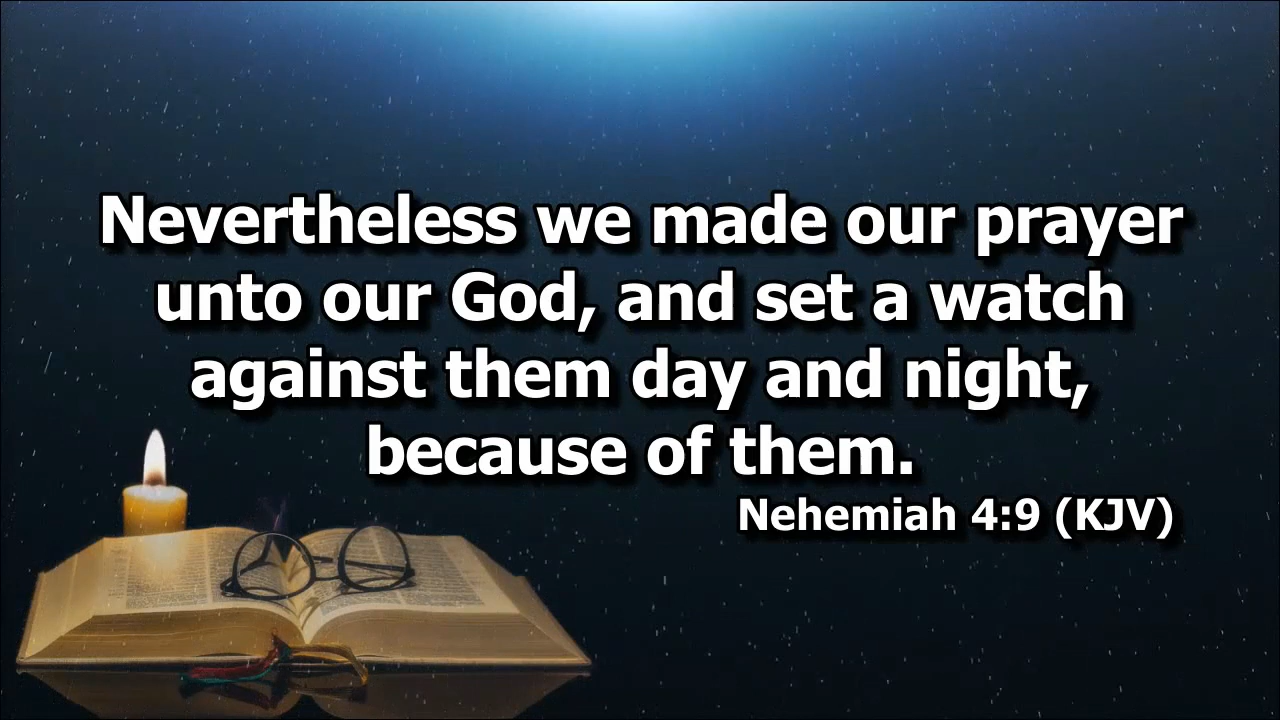 Nevertheless we made our prayer
unto our God, and set a watch
against them day and night,
because of them.
Nehemiah 4:9 (KJV)